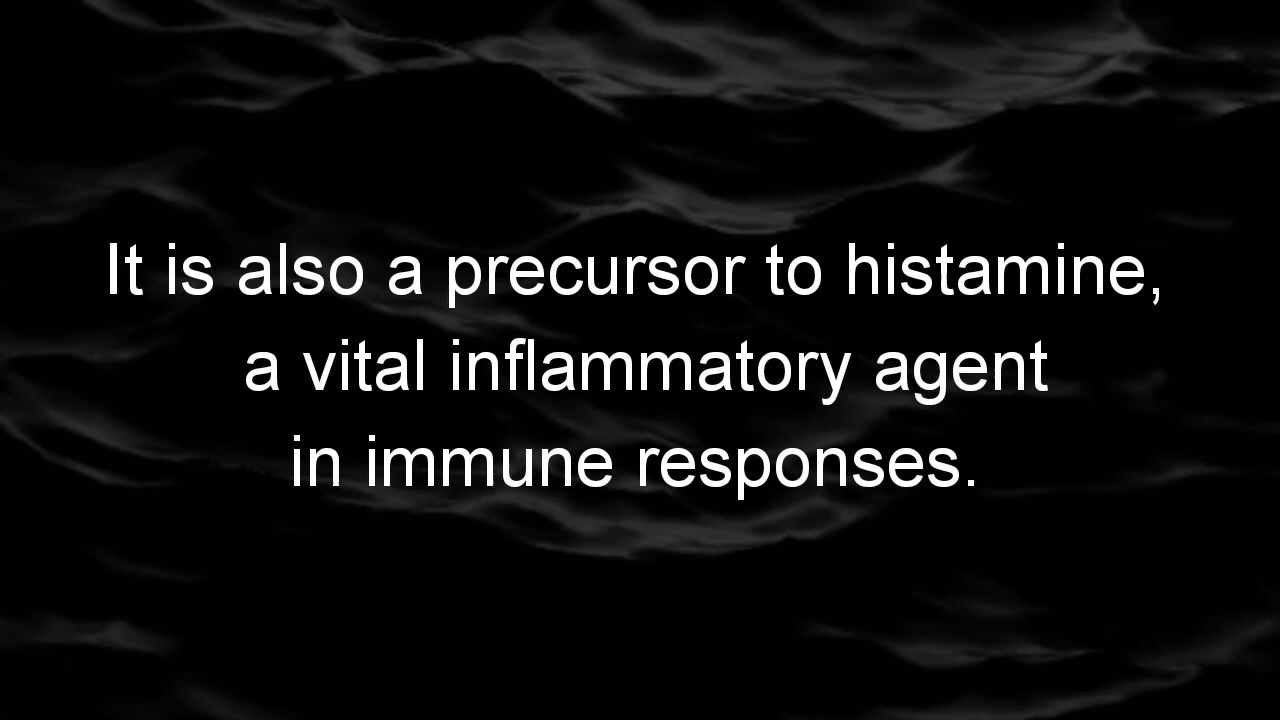 It is also a precursor to histamine,
a vital inflammatory agent
in immune responses.